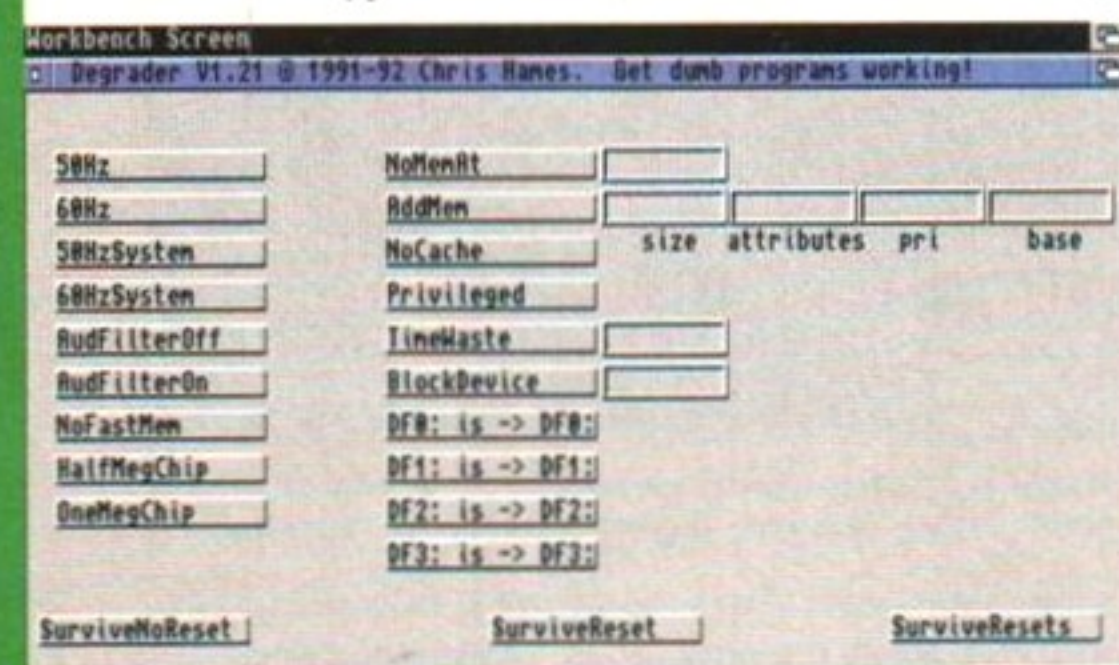 Workbench Screen
Degrader V1.21 © 1991-92 Chris Hames. Get dumb programs working!
50Hz
60Hz
50HzSystem
60HzSystem
AudFilterOff
AudFilterOn
NoFastMem
HalfMegChip
OneMegChip
NoMemAt
AddMem
size attributes pri base
NoCache
Privileged
TimeWaste
BlockDevice
DF0: is -> DF0:
DF1: is -> DF1:
DF2: is -> DF2:
DF3: is -> DF3:
SurviveNoReset
SurviveReset
SurviveResets